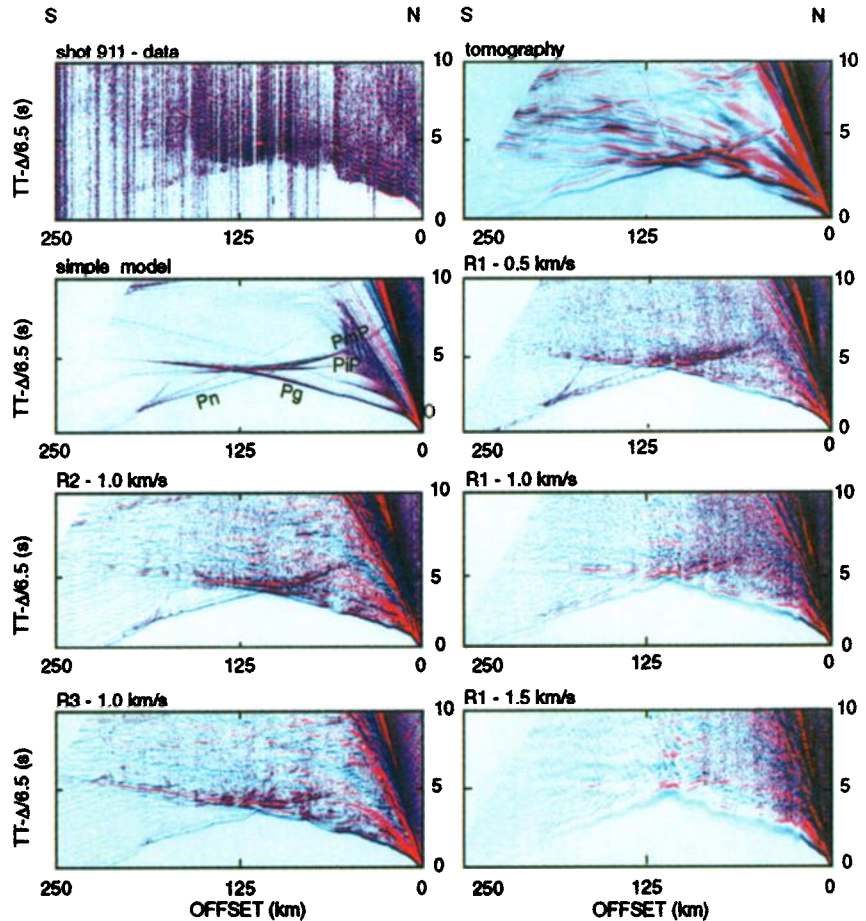 S N S N
shot 911 - data
tomography
TT-Δ/6.5 (s)
10
5
0
10
5
0
250 125 0
250 125 0
simple model
R1 - 0.5 km/s
TT-Δ/6.5 (s)
PmP
PiP
Pn
Pg
10
5
0
10
5
0
250 125 0
250 125 0
R2 - 1.0 km/s
R1 - 1.0 km/s
TT-Δ/6.5 (s)
10
5
0
10
5
0
250 125 0
250 125 0
R3 - 1.0 km/s
R1 - 1.5 km/s
TT-Δ/6.5 (s)
10
5
0
10
5
0
250 125 0
250 125 0
OFFSET (km)
OFFSET (km)